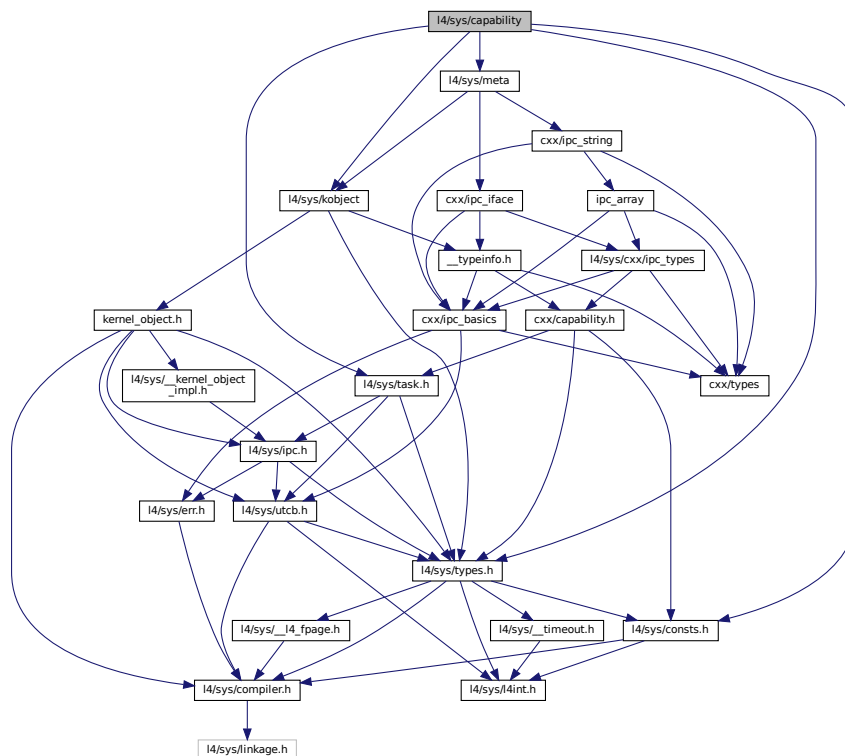 l4/sys/capability
l4/sys/meta
cxx/ipc_string
l4/sys/kobject
cxx/ipc_iface
ipc_array
__typeinfo.h
l4/sys/cxx/ipc_types
kernel_object.h
cxx/ipc_basics
cxx/capability.h
l4/sys/__kernel_object
_impl.h
l4/sys/task.h
cxx/types
l4/sys/ipc.h
l4/sys/err.h
l4/sys/utcb.h
l4/sys/types.h
l4/sys/__l4_fpage.h
l4/sys/__timeout.h
l4/sys/consts.h
l4/sys/compiler.h
l4/sys/l4int.h
l4/sys/linkage.h